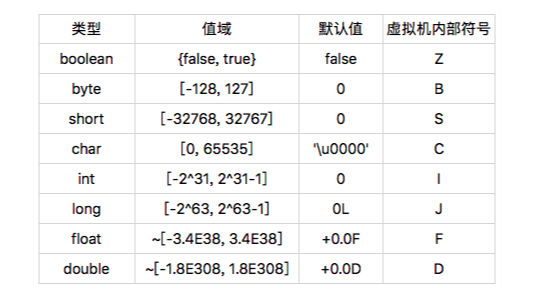 类型 值域 默认值 虚拟机内部符号
boolean {false, true} false Z
byte [-128, 127] 0 B
short [-32768, 32767] 0 S
char [0, 65535] '\u0000' C
int [-2^31, 2^31-1] 0 I
long [-2^63, 2^63-1] 0L J
float ~[-3.4E38, 3.4E38] +0.0F F
double ~[-1.8E308, 1.8E308] +0.0D D